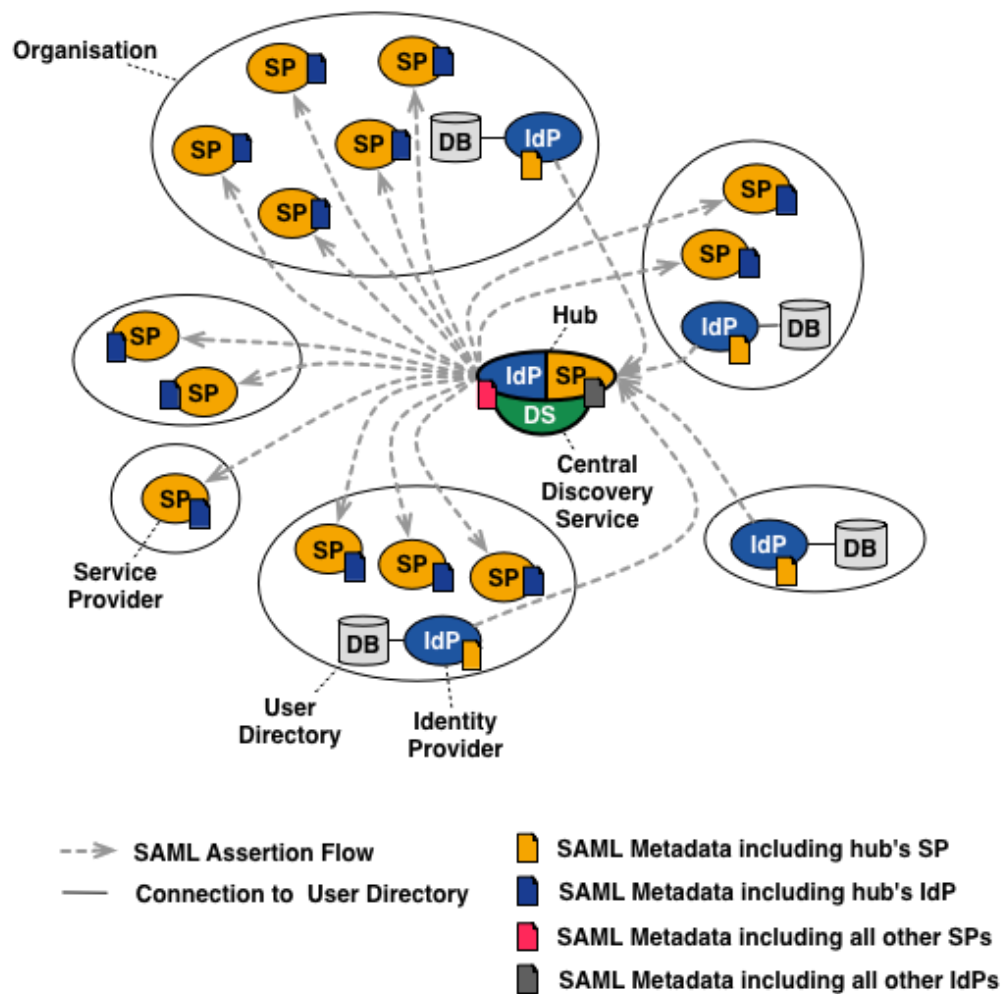 Organisation
SP
SP
SP
SP
DB
IdP
SP
SP
SP
IdP
DB
Hub
IdP
SP
DS
Central
Discovery
Service
SP
SP
SP
Service
Provider
SP
SP
SP
DB
IdP
User
Directory
Identity
Provider
IdP
DB
SAML Assertion Flow
Connection to User Directory
SAML Metadata including hub's SP
SAML Metadata including hub's IdP
SAML Metadata including all other SPs
SAML Metadata including all other IdPs